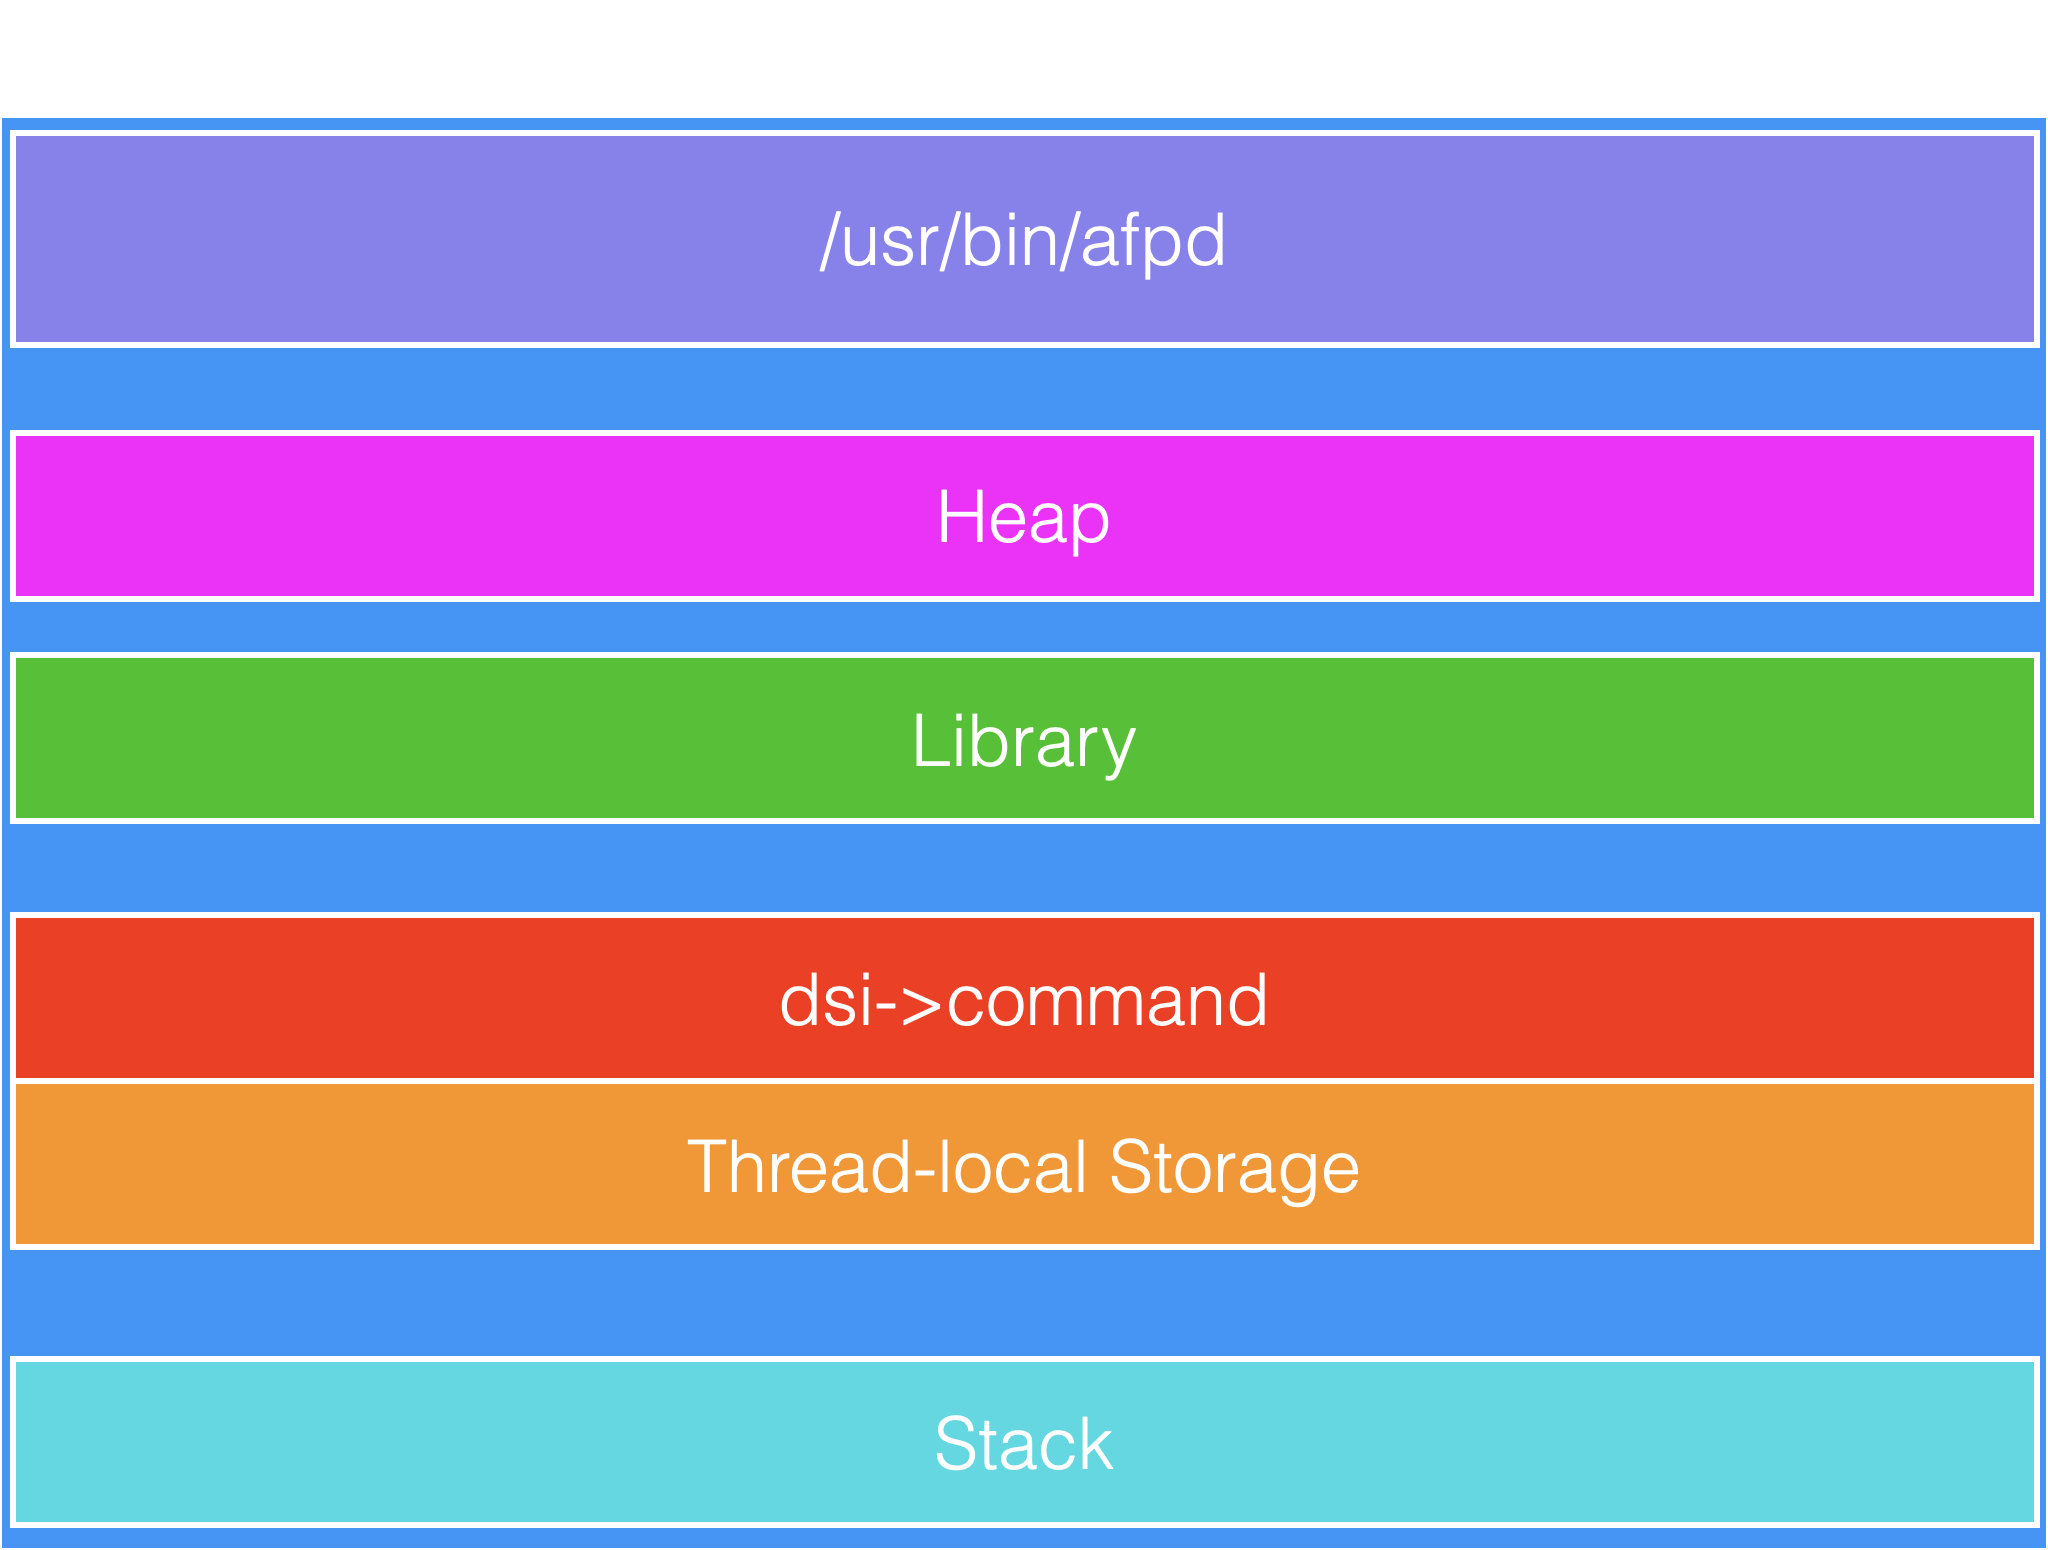 /usr/bin/afpd
Heap
Library
dsi->command
Thread-local Storage
Stack